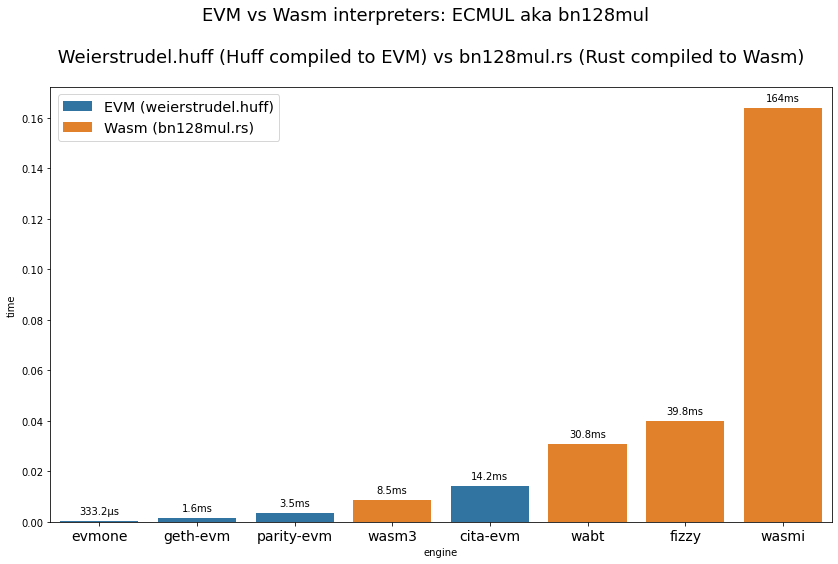 EVM vs Wasm interpreters: ECMUL aka bn128mul
Weierstrudel.huff (Huff compiled to EVM) vs bn128mul.rs (Rust compiled to Wasm)
EVM (weierstrudel.huff)
Wasm (bn128mul.rs)
164ms
39.8ms
30.8ms
14.2ms
8.5ms
3.5ms
1.6ms
333.2µs
0.16
0.14
0.12
0.10
0.08
0.06
0.04
0.02
0.00
time
evmone geth-evm parity-evm wasm3 cita-evm wabt fizzy wasmi
engine